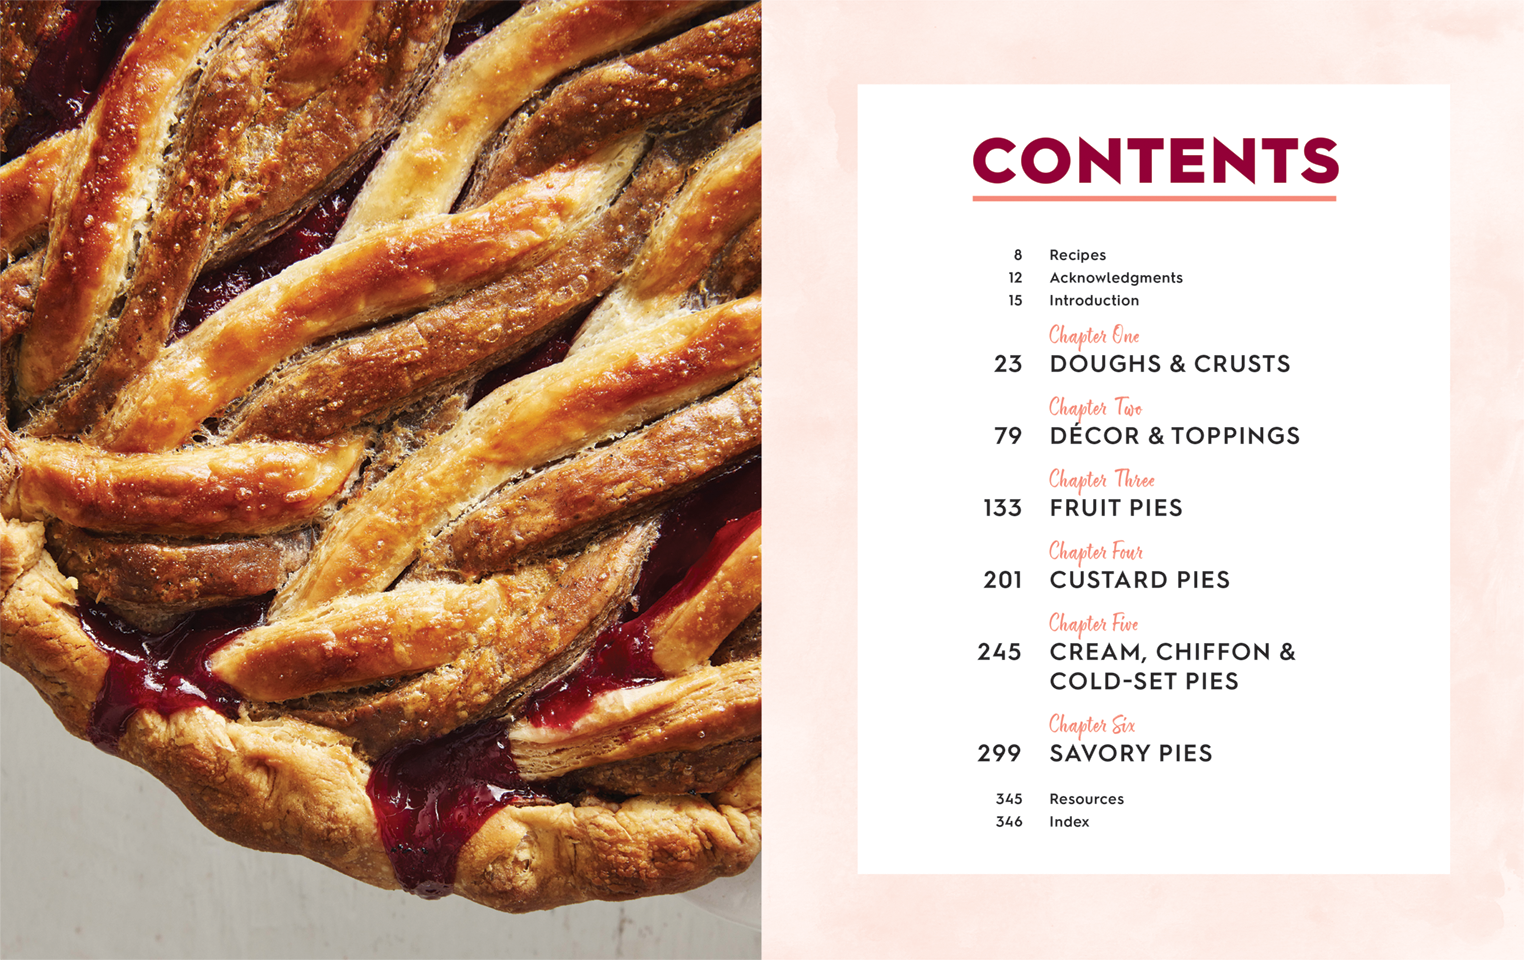 CONTENTS
8 Recipes
12 Acknowledgments
15 Introduction
Chapter One
23 DOUGHS & CRUSTS
Chapter Two
79 DÉCOR & TOPPINGS
Chapter Three
133 FRUIT PIES
Chapter Four
201 CUSTARD PIES
Chapter Five
245 CREAM, CHIFFON &
COLD-SET PIES
Chapter Six
299 SAVORY PIES
345 Resources
346 Index